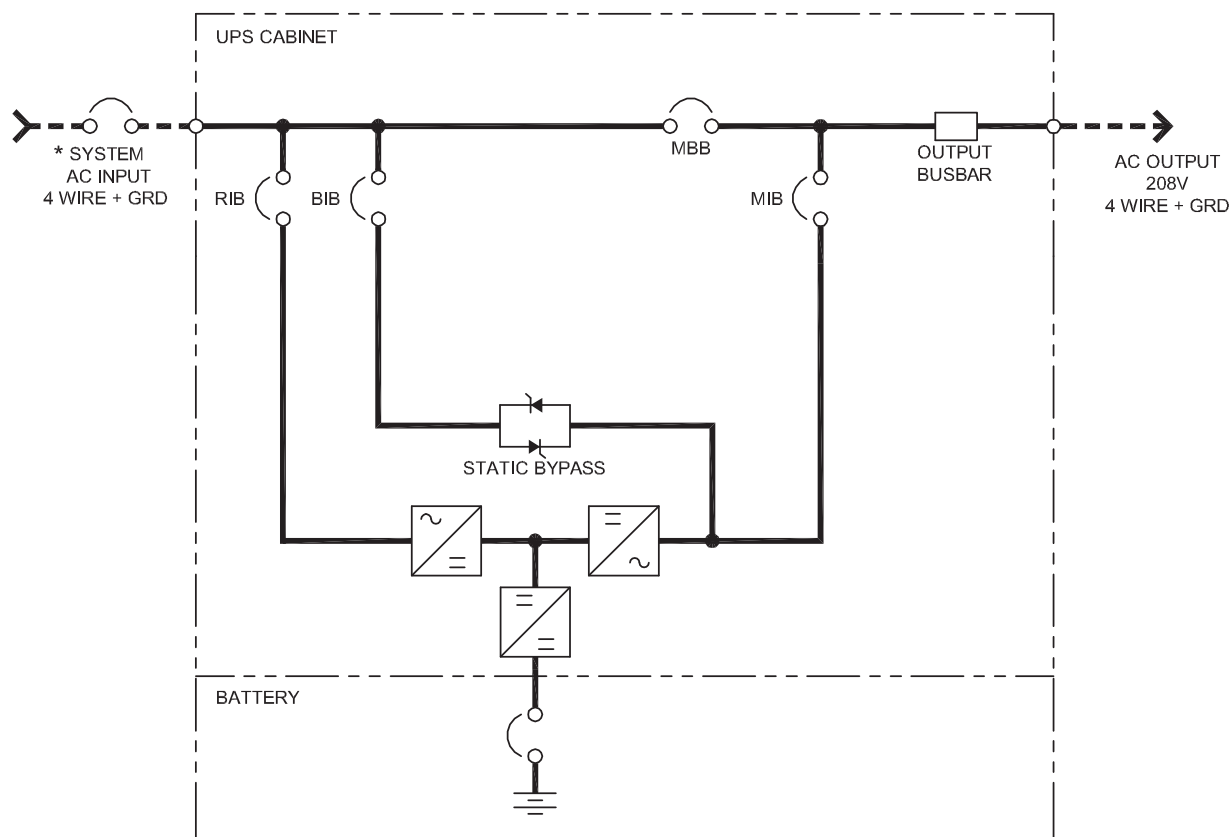 UPS CABINET
* SYSTEM
AC INPUT
4 WIRE + GRD
RIB
BIB
MBB
MIB
OUTPUT
BUSBAR
AC OUTPUT
208V
4 WIRE + GRD
STATIC BYPASS
BATTERY